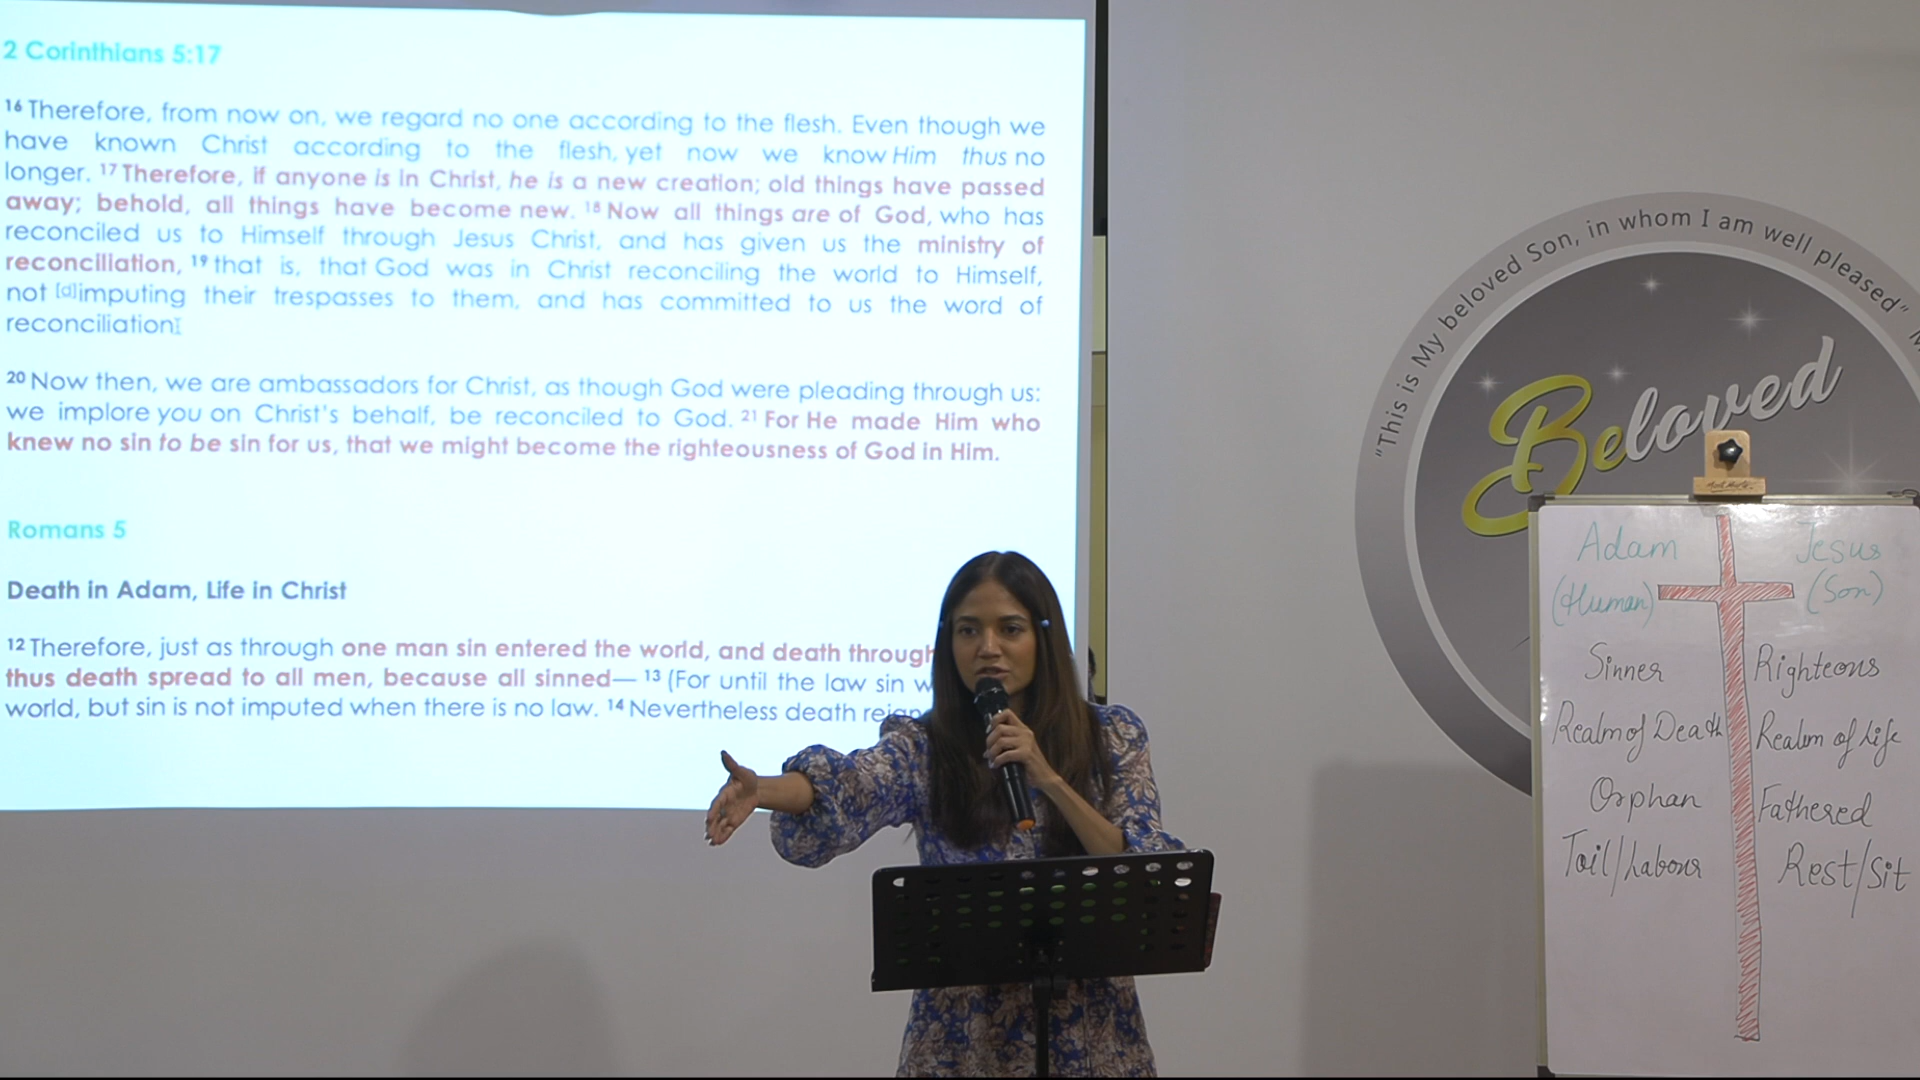 2 Corinthians 5:17
16 Therefore, from now on, we regard no one according to the flesh. Even though we
have known Christ according to the flesh, yet now we know Him thus no
longer. 17 Therefore, if anyone is in Christ, he is a new creation; old things have passed
away; behold, all things have become new. 18 Now all things are of God, who has
reconciled us to Himself through Jesus Christ, and has given us the ministry of
reconciliation, 19 that is, that God was in Christ reconciling the world to Himself,
not [d]imputing their trespasses to them, and has committed to us the word of
reconciliation
20 Now then, we are ambassadors for Christ, as though God were pleading through us:
we implore you on Christ's behalf, be reconciled to God. 21 For He made Him who
knew no sin to be sin for us, that we might become the righteousness of God in Him.
Romans 5
Death in Adam, Life in Christ
12 Therefore, just as through one man sin entered the world, and death through
thus death spread to all men, because all sinned— 13 (For until the law sin w
world, but sin is not imputed when there is no law. 14 Nevertheless death reign
"This is My beloved Son, in whom I am well pleased" M
Beloved
Adam Jesus
(Human) (Son)
Sinner Righteous
Realm of Death Realm of Life
Orphan Fathered
Toil/Labour Rest/Sit